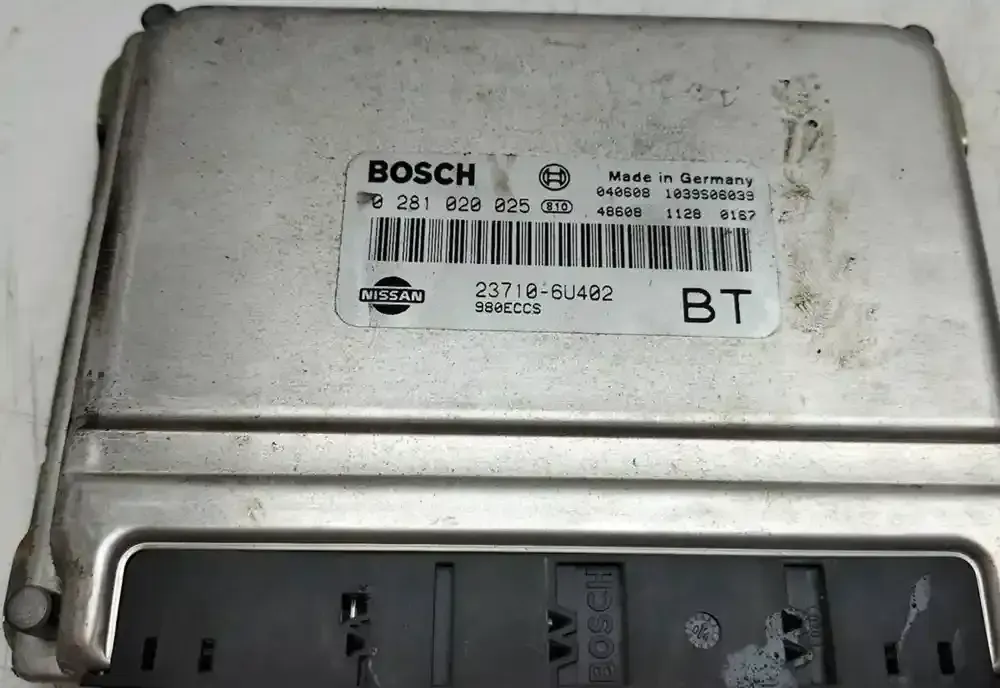 BOSCH
Made in Germany
040608 1039S06039
0 281 020 025 810
48608 1128 0167
NISSAN
23710-6U402
980ECCS
BT
BOSCH